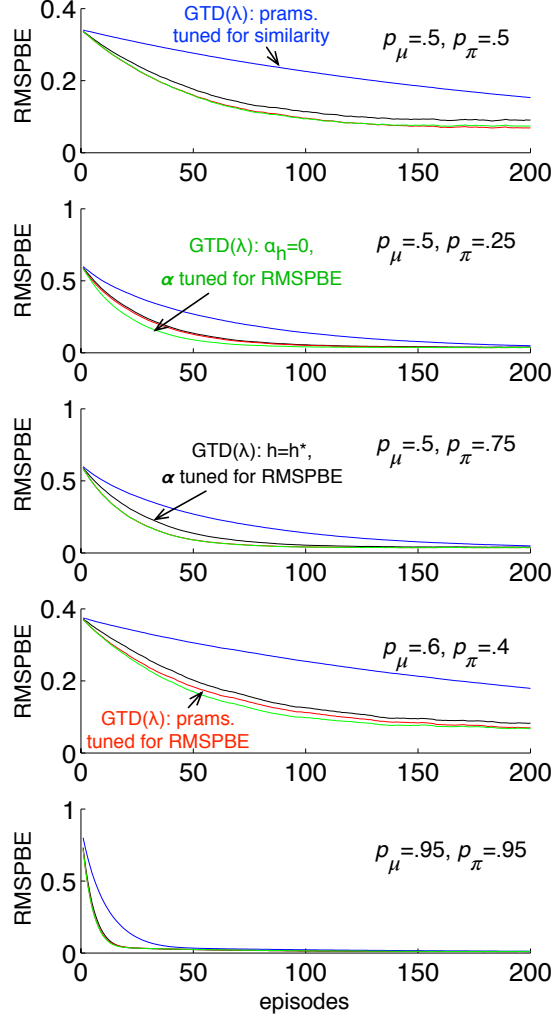 GTD(λ): prams.
tuned for similarity
p_μ=.5, p_π=.5
RMSPBE
0.4
0.2
0
0 50 100 150 200
GTD(λ): α_h=0,
α tuned for RMSPBE
p_μ=.5, p_π=.25
RMSPBE
1
0.5
0
0 50 100 150 200
GTD(λ): h=h*,
α tuned for RMSPBE
p_μ=.5, p_π=.75
RMSPBE
1
0.5
0
0 50 100 150 200
p_μ=.6, p_π=.4
GTD(λ): prams.
tuned for RMSPBE
RMSPBE
0.4
0.2
0
0 50 100 150 200
p_μ=.95, p_π=.95
RMSPBE
1
0.5
0
0 50 100 150 200
episodes